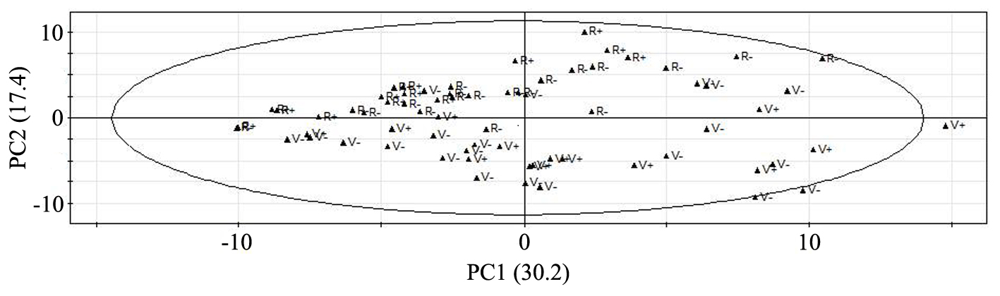 10
R+
R+
R+
R-
R-
R+
R-
R-
R-
R-
V-
V-
R+
R-
V-
R+
R-
V-
R+
R-
R+
V-
R-
R+
R-
V+
R+
R-
R-
R-
0
R+
V+
V+
R+
V+
R-
V-
V-
V-
V+
V-
V-
V-
V-
V+
V+
V-
V-
V+
V-
V+
V+
V+
V-
V+
V-
V-
V-
-10
V-
-10
0
10
PC1 (30.2)
PC2 (17.4)